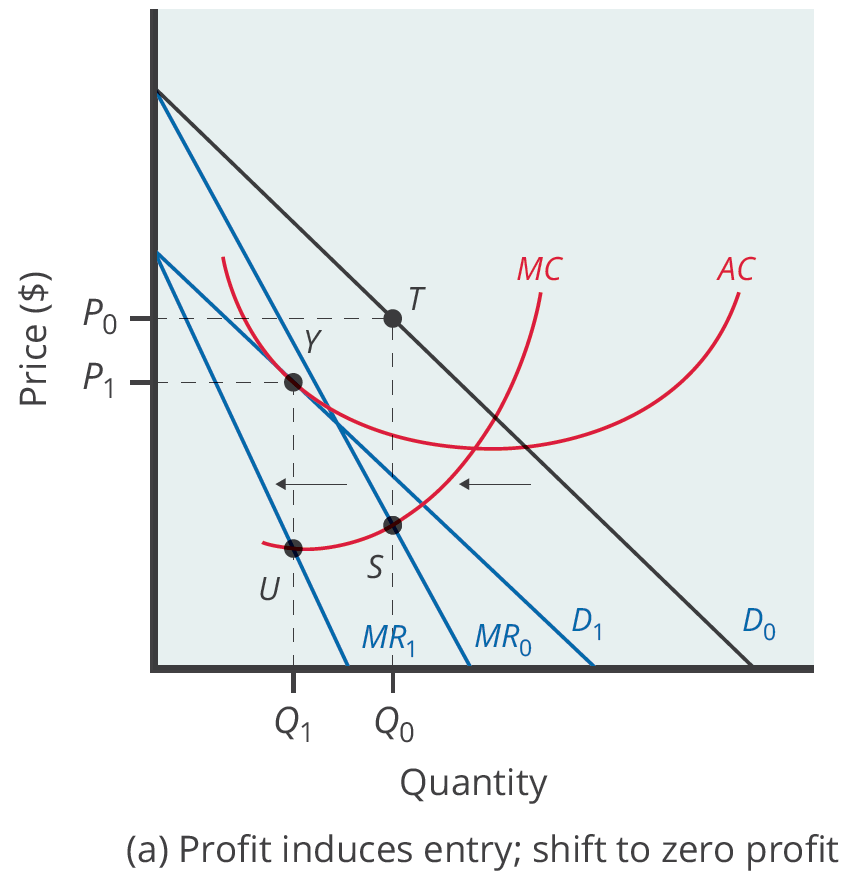 MC
AC
P₀
T
Y
P₁
Price ($)
S
U
MR₁
MR₀
D₁
D₀
Q₁
Q₀
Quantity
(a) Profit induces entry; shift to zero profit